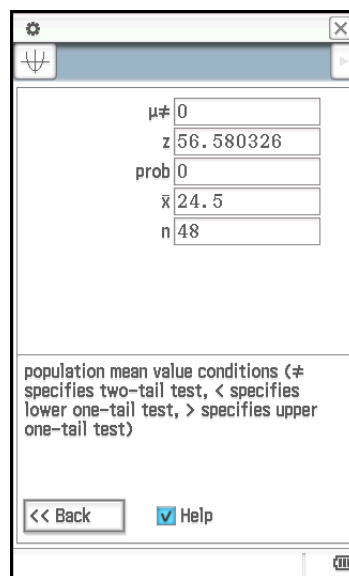 μ≠ 0
z 56.580326
prob 0
x̄ 24.5
n 48
population mean value conditions (≠
specifies two-tail test, < specifies
lower one-tail test, > specifies upper
one-tail test)
<< Back Help